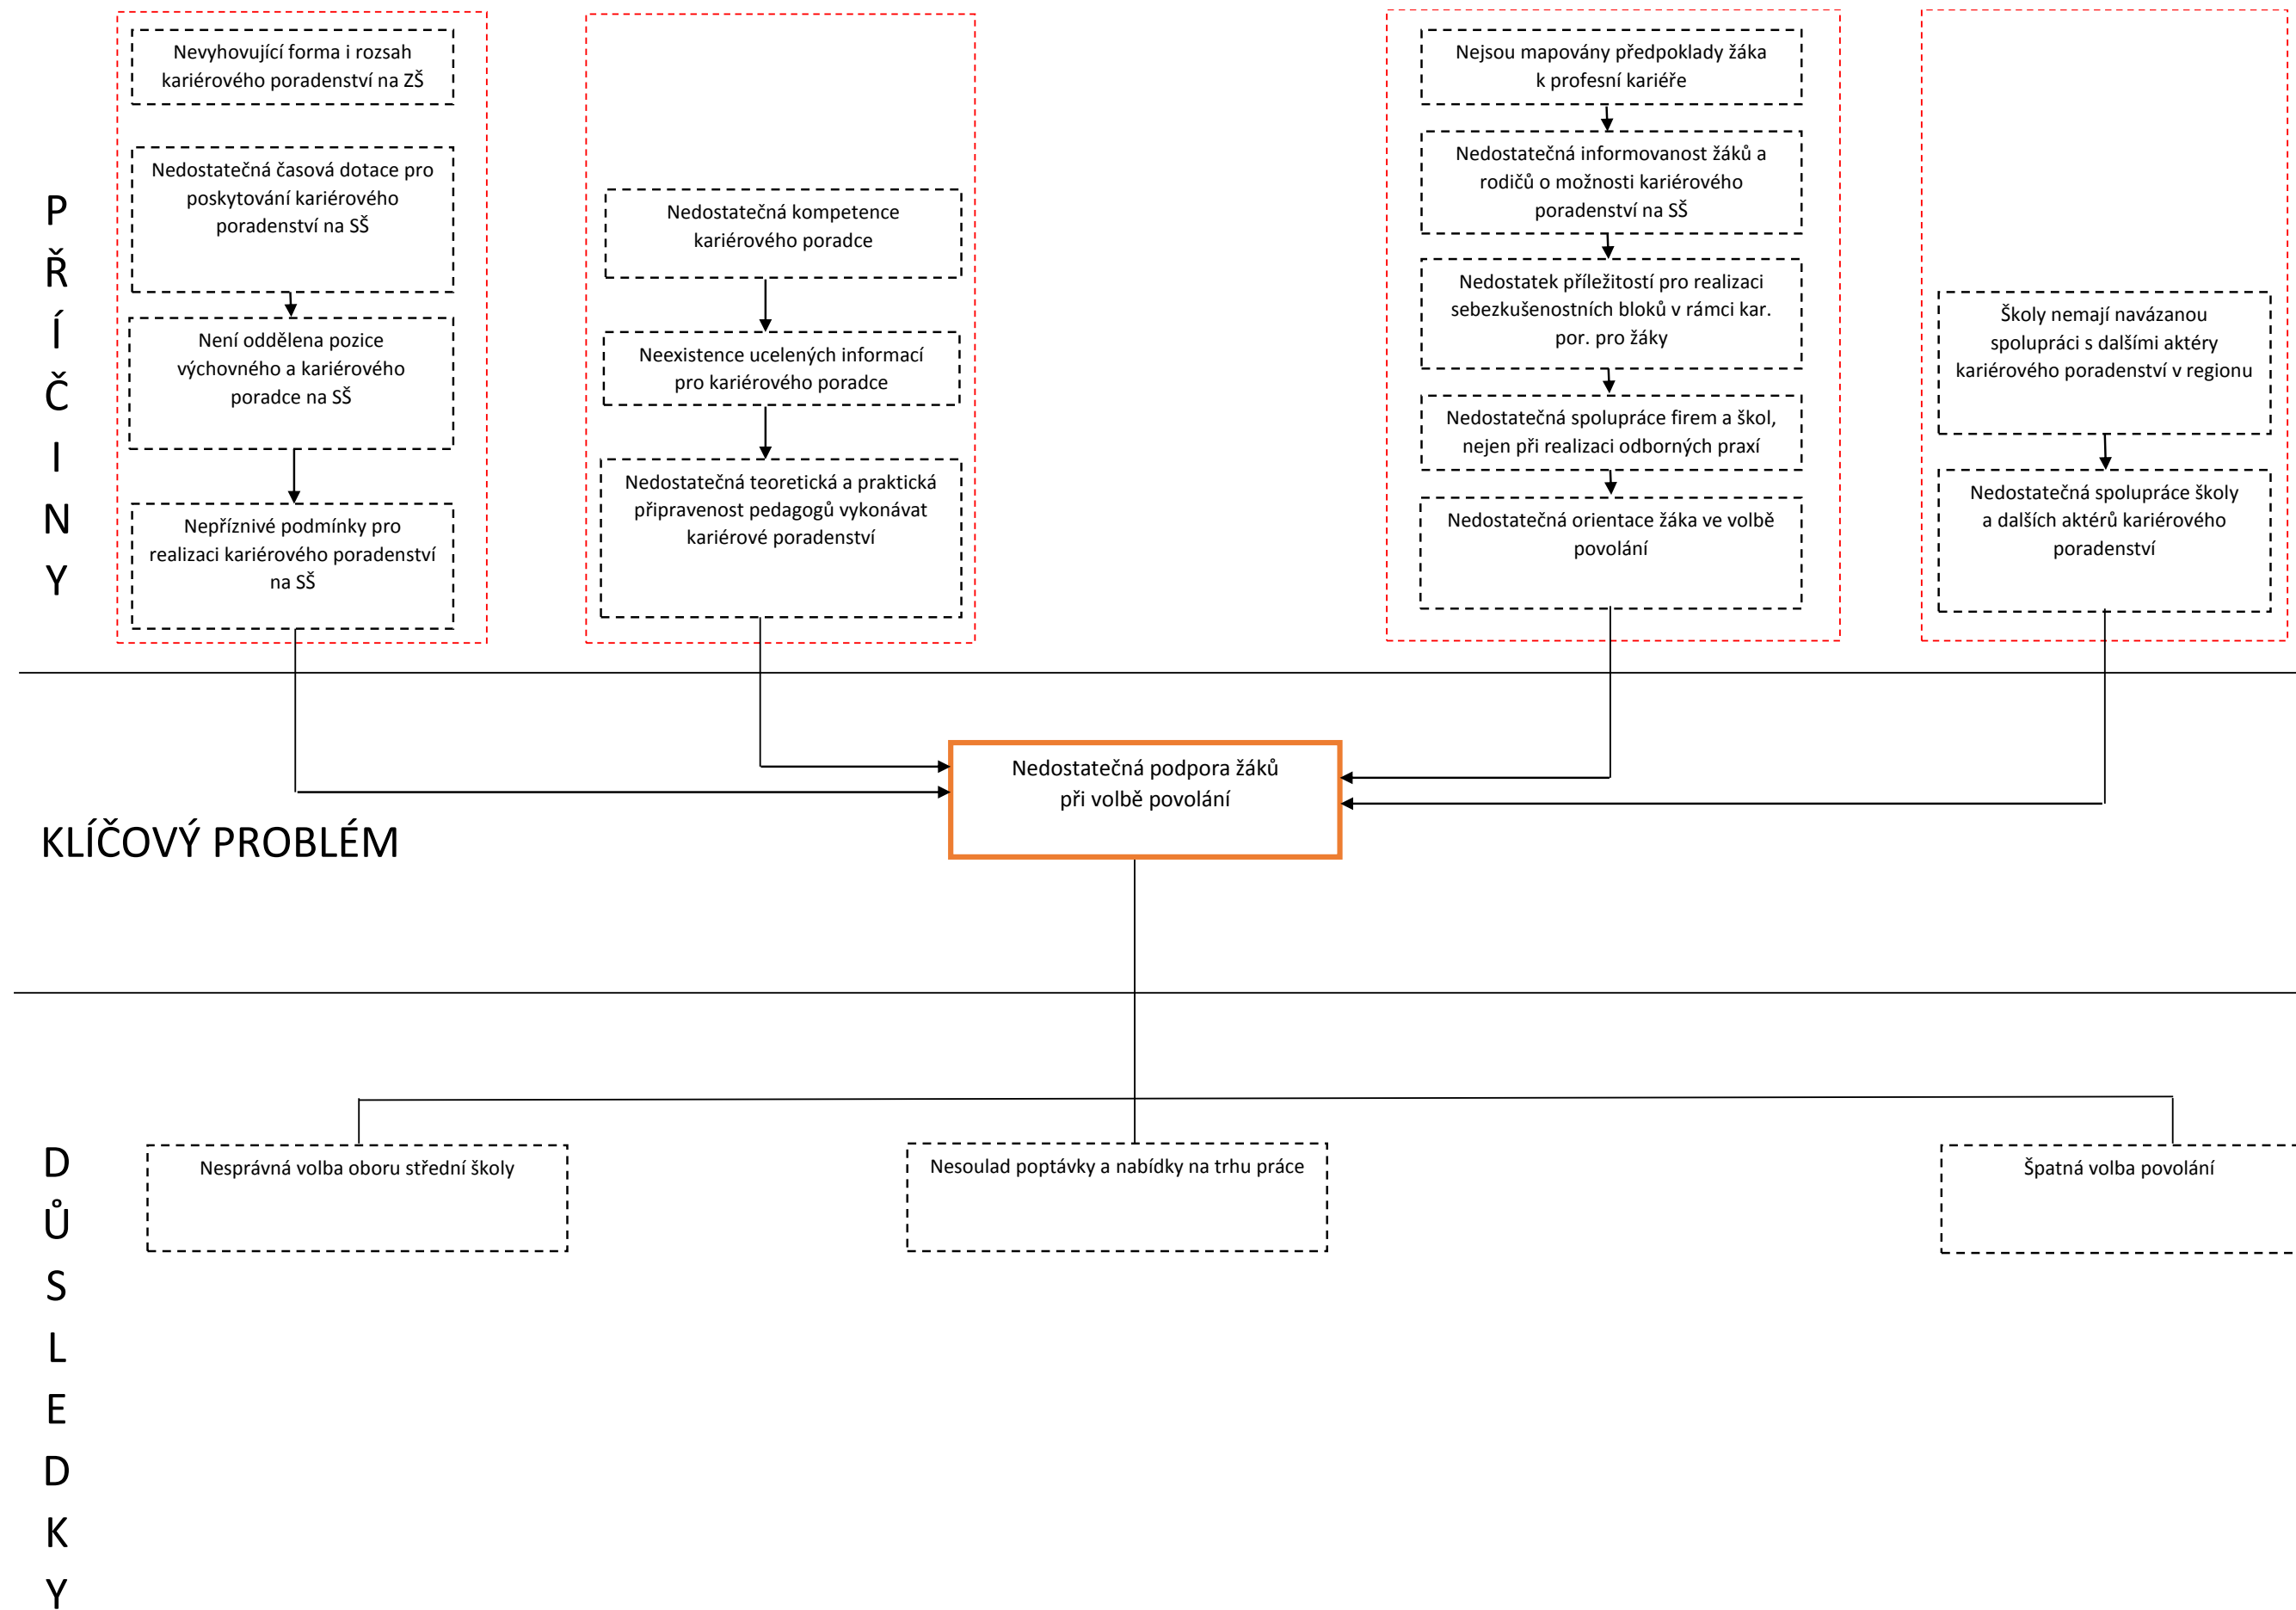 P
Ř
Í
Č
I
N
Y
Nevyhovující forma i rozsah
kariérového poradenství na ZŠ
Nedostatečná časová dotace pro
poskytování kariérového
poradenství na SŠ
Není oddělena pozice
výchovného a kariérového
poradce na SŠ
Nepříznivé podmínky pro
realizaci kariérového poradenství
na SŠ
Nedostatečná kompetence
kariérového poradce
Neexistence ucelených informací
pro kariérového poradce
Nedostatečná teoretická a praktická
připravenost pedagogů vykonávat
kariérové poradenství
Nejsou mapovány předpoklady žáka
k profesní kariéře
Nedostatečná informovanost žáků a
rodičů o možnosti kariérového
poradenství na SŠ
Nedostatek příležitostí pro realizaci
sebezkušenostních bloků v rámci kar.
por. pro žáky
Nedostatečná spolupráce firem a škol,
nejen při realizaci odborných praxí
Nedostatečná orientace žáka ve volbě
povolání
Školy nemají navázanou
spolupráci s dalšími aktéry
kariérového poradenství v regionu
Nedostatečná spolupráce školy
a dalších aktérů kariérového
poradenství
KLÍČOVÝ PROBLÉM
Nedostatečná podpora žáků
při volbě povolání
D
Ů
S
L
E
D
K
Y
Nesprávná volba oboru střední školy
Nesoulad poptávky a nabídky na trhu práce
Špatná volba povolání